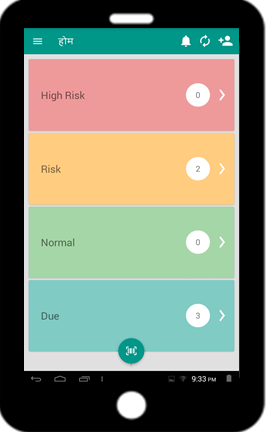 होम
High Risk 0
Risk 2
Normal 0
Due 3
9:33 PM